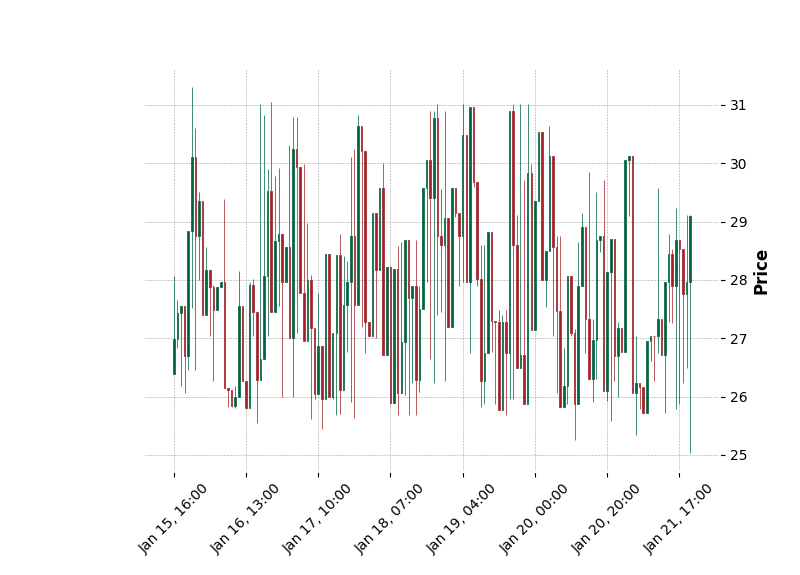 31
30
29
28
27
26
25
Price
Jan 15, 16:00
Jan 16, 13:00
Jan 17, 10:00
Jan 18, 07:00
Jan 19, 04:00
Jan 20, 00:00
Jan 20, 20:00
Jan 21, 17:00